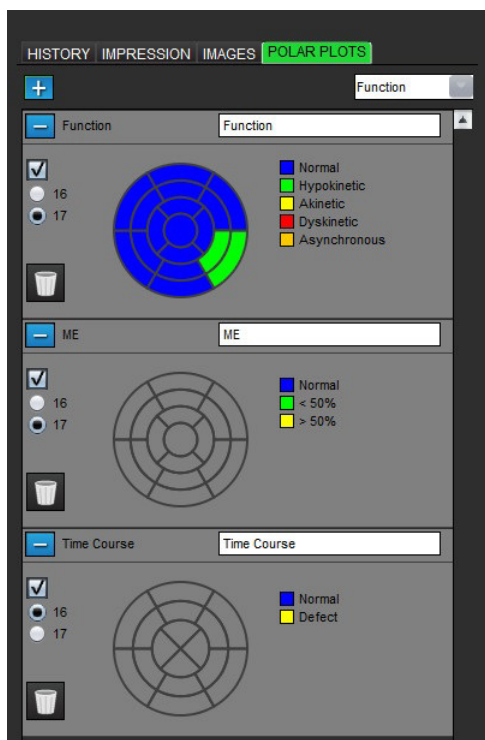 HISTORY IMPRESSION IMAGES POLAR PLOTS
+ Function
− Function Function
16
17
Normal
Hypokinetic
Akinetic
Dyskinetic
Asynchronous
− ME ME
16
17
Normal
< 50%
> 50%
− Time Course Time Course
16
17
Normal
Defect